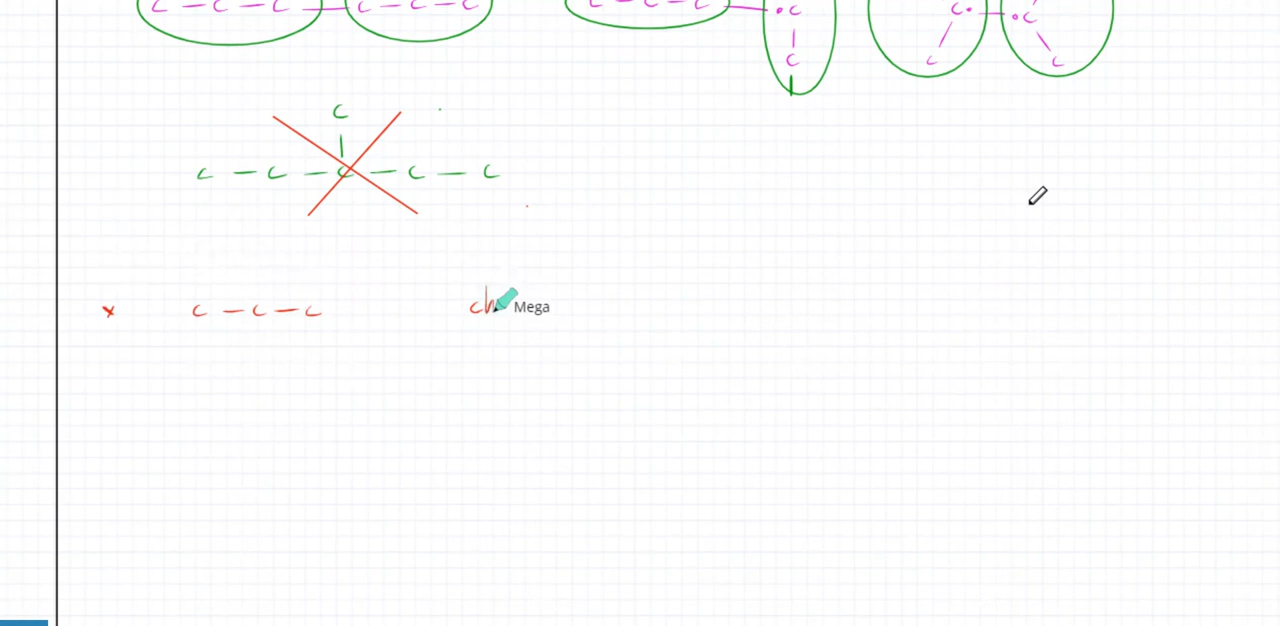 C - C - C - C - C - C C - C - C - • C C • - • C
C C C
C
C - C - C - C - C
x C - C - C ch Mega